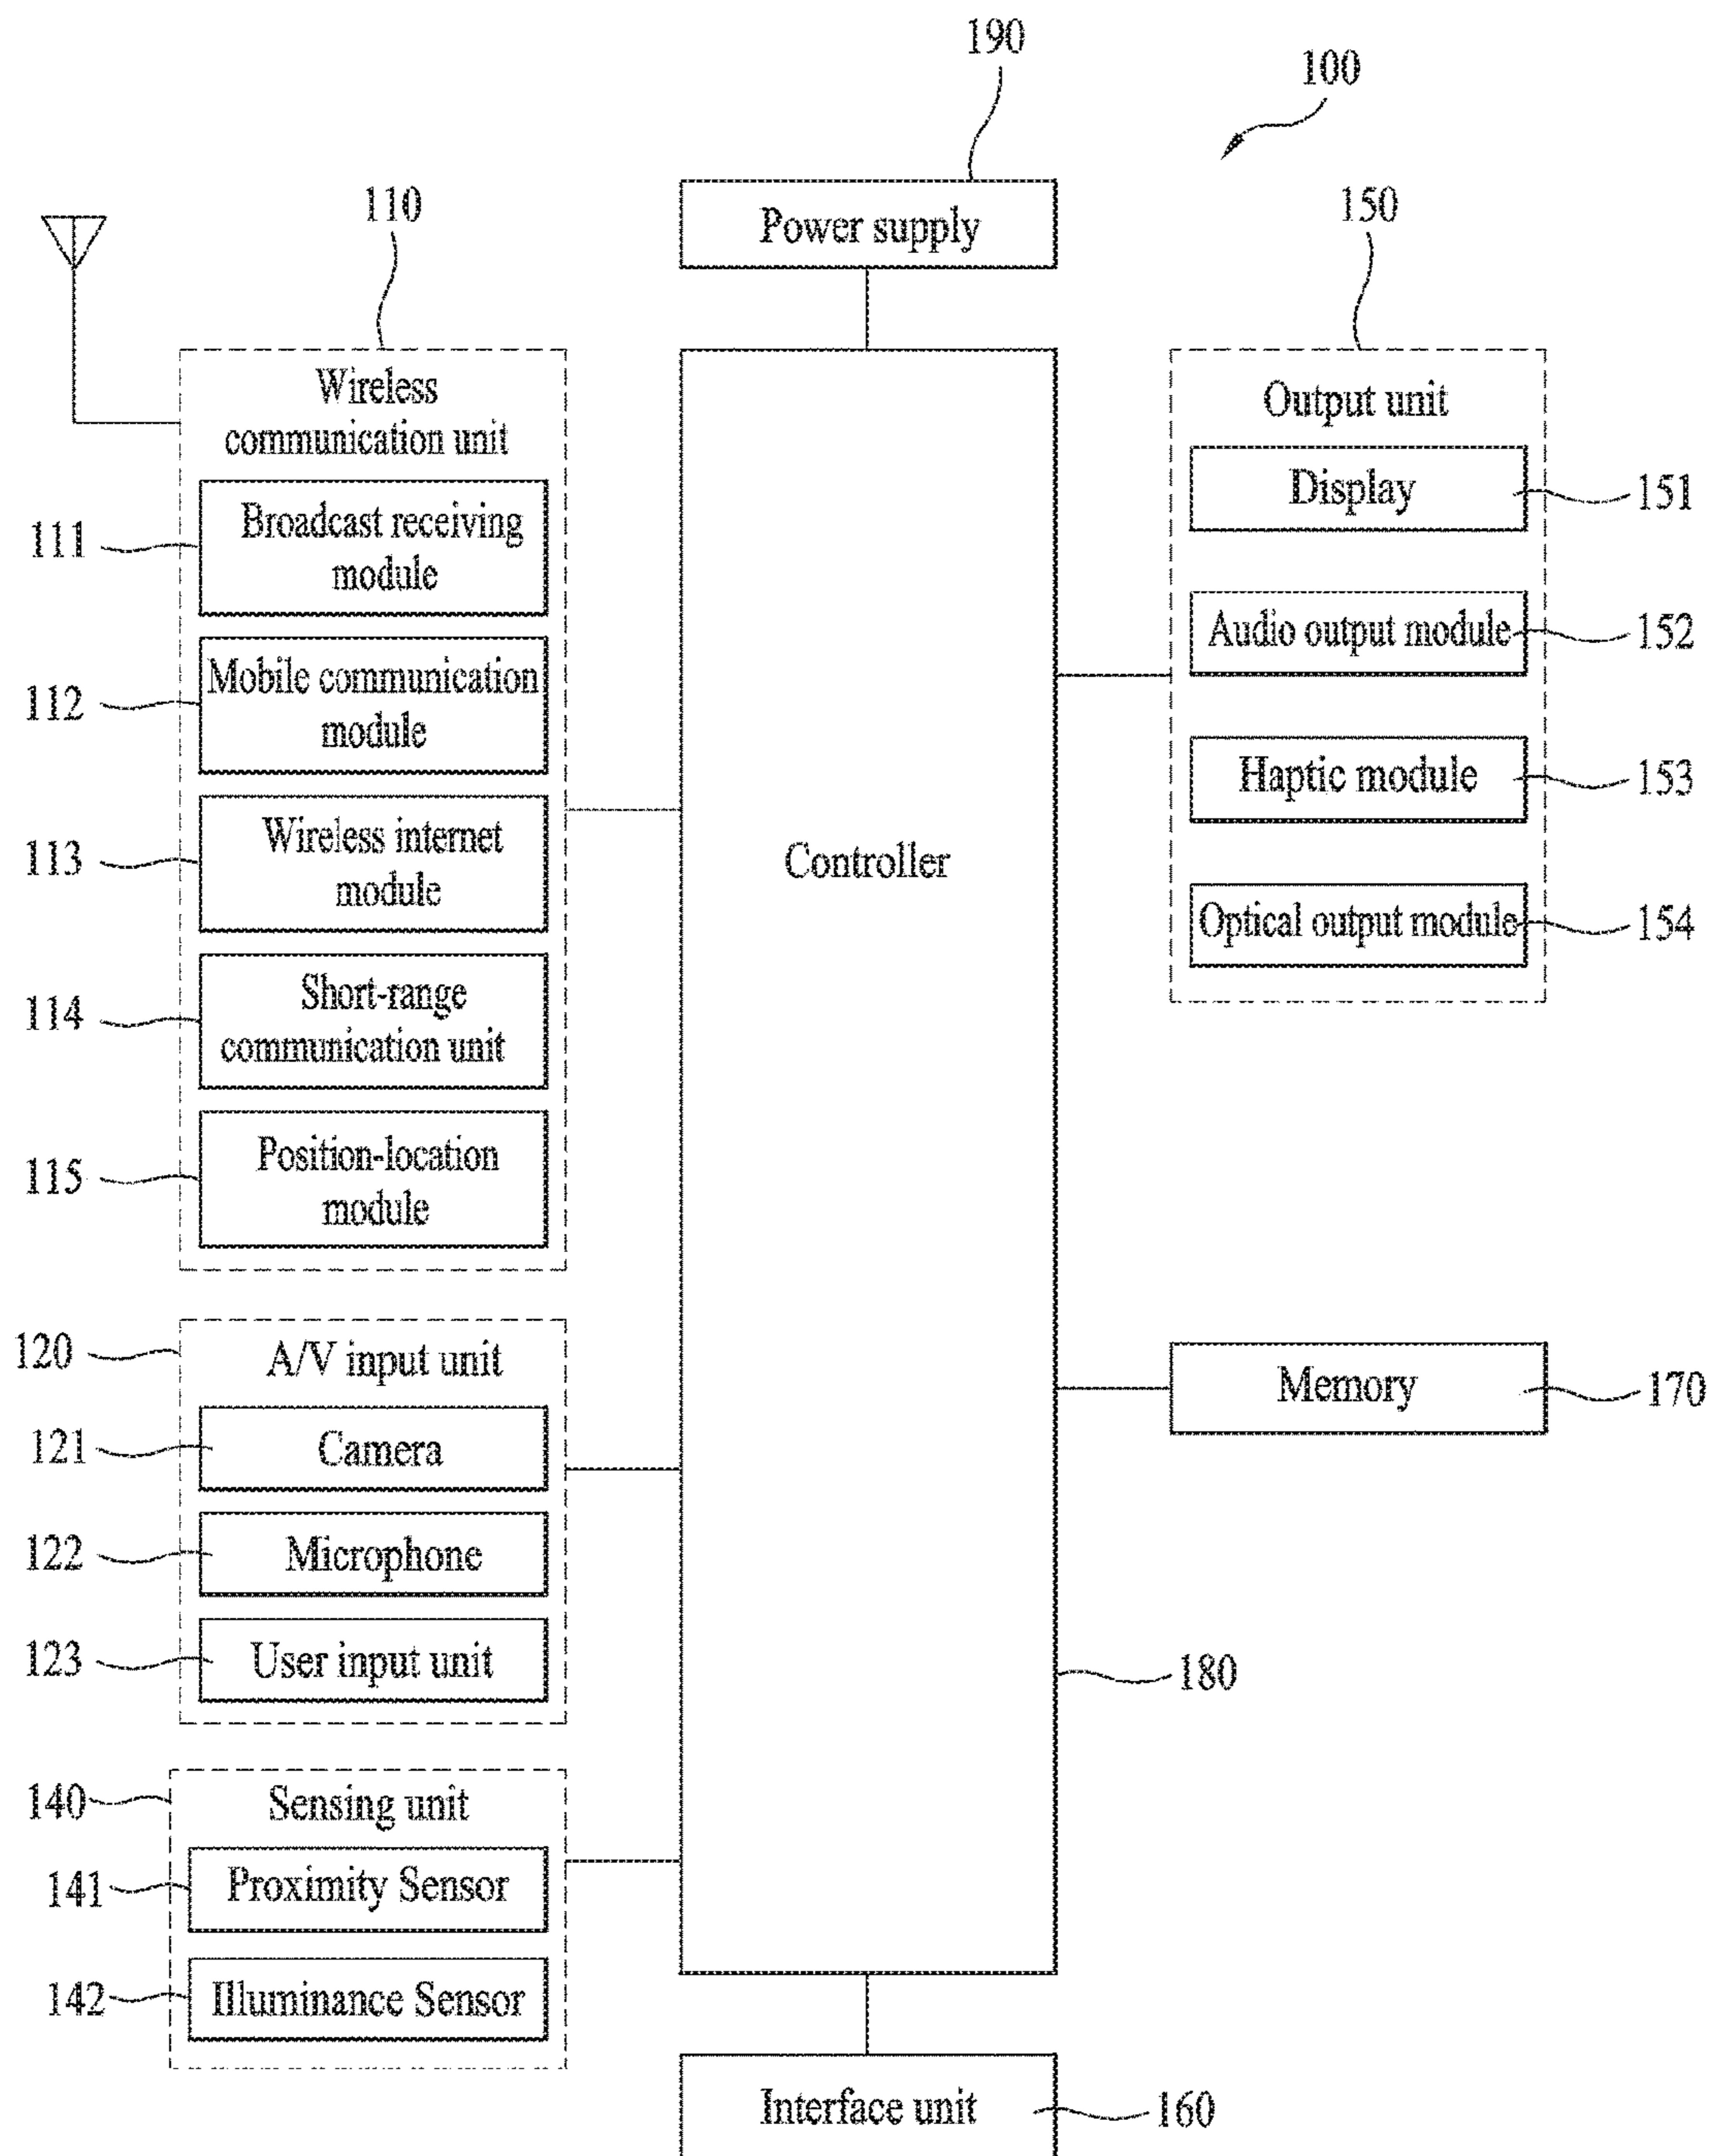 190
100
110
Power supply
150
Wireless
communication unit
Output unit
Broadcast receiving
module
111
Display
151
Mobile communication
module
112
Audio output module
152
Wireless internet
module
113
Controller
Haptic module
153
Short-range
communication unit
114
Optical output module
154
Position-location
module
115
120
A/V input unit
Memory
170
121
Camera
122
Microphone
123
User input unit
180
140
Sensing unit
141
Proximity Sensor
142
Illuminance Sensor
Interface unit
160